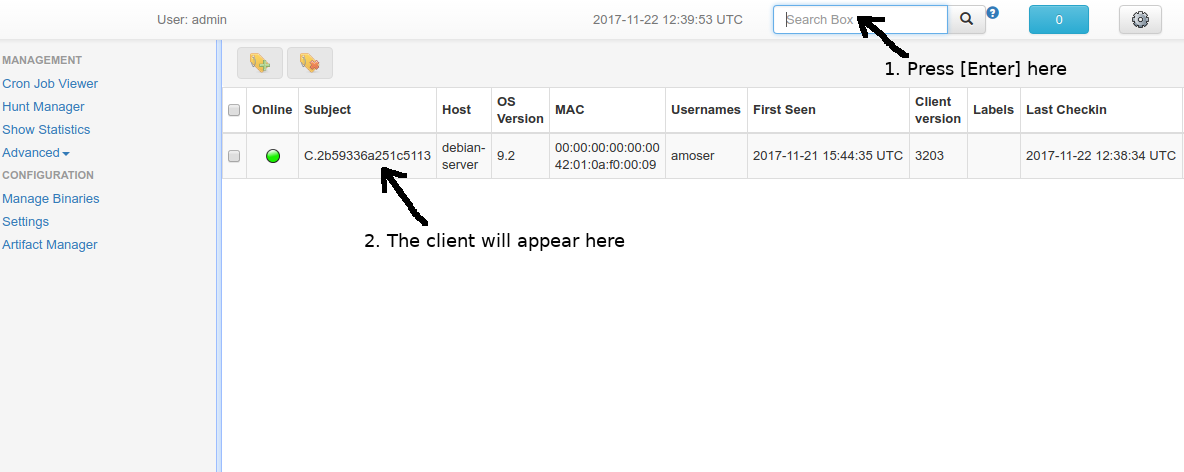 User: admin
2017-11-22 12:39:53 UTC
Search Box
?
0
1. Press [Enter] here
MANAGEMENT
Cron Job Viewer
Hunt Manager
Show Statistics
Advanced
CONFIGURATION
Manage Binaries
Settings
Artifact Manager
Online Subject Host OS Version MAC Usernames First Seen Client version Labels Last Checkin
C.2b59336a251c5113 debian-server 9.2 00:00:00:00:00:00 42:01:0a:f0:00:09 amoser 2017-11-21 15:44:35 UTC 3203 2017-11-22 12:38:34 UTC
2. The client will appear here